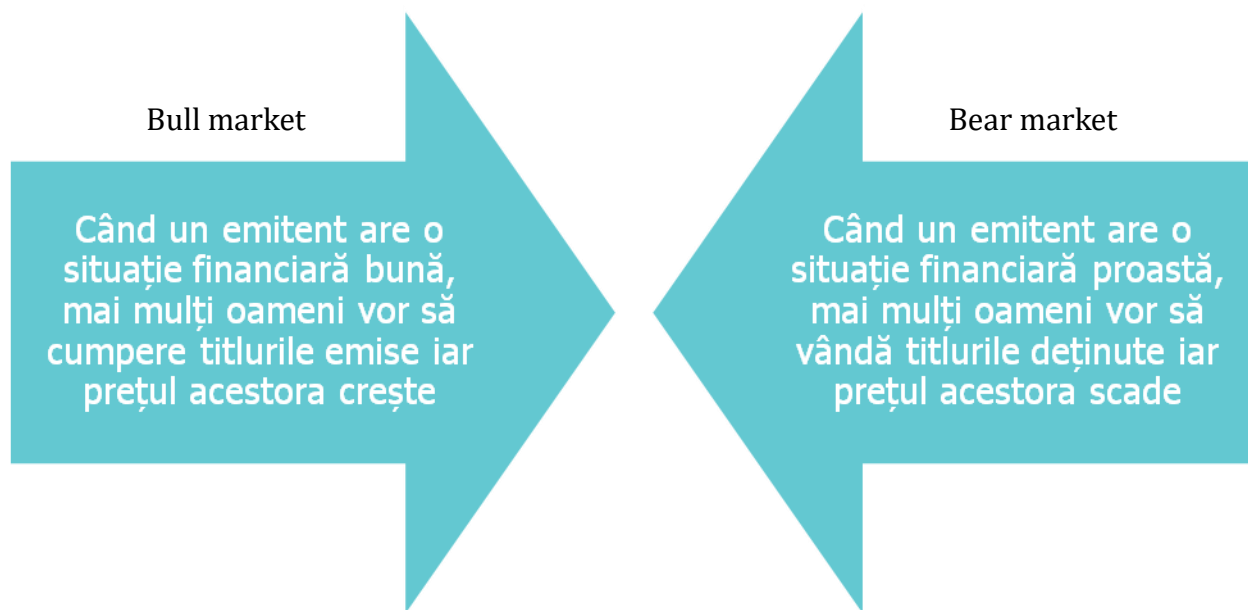 Bull market
Când un emitent are o
situație financiară bună,
mai mulți oameni vor să
cumpere titlurile emise iar
prețul acestora crește
Bear market
Când un emitent are o
situație financiară proastă,
mai mulți oameni vor să
vândă titlurile deținute iar
prețul acestora scade